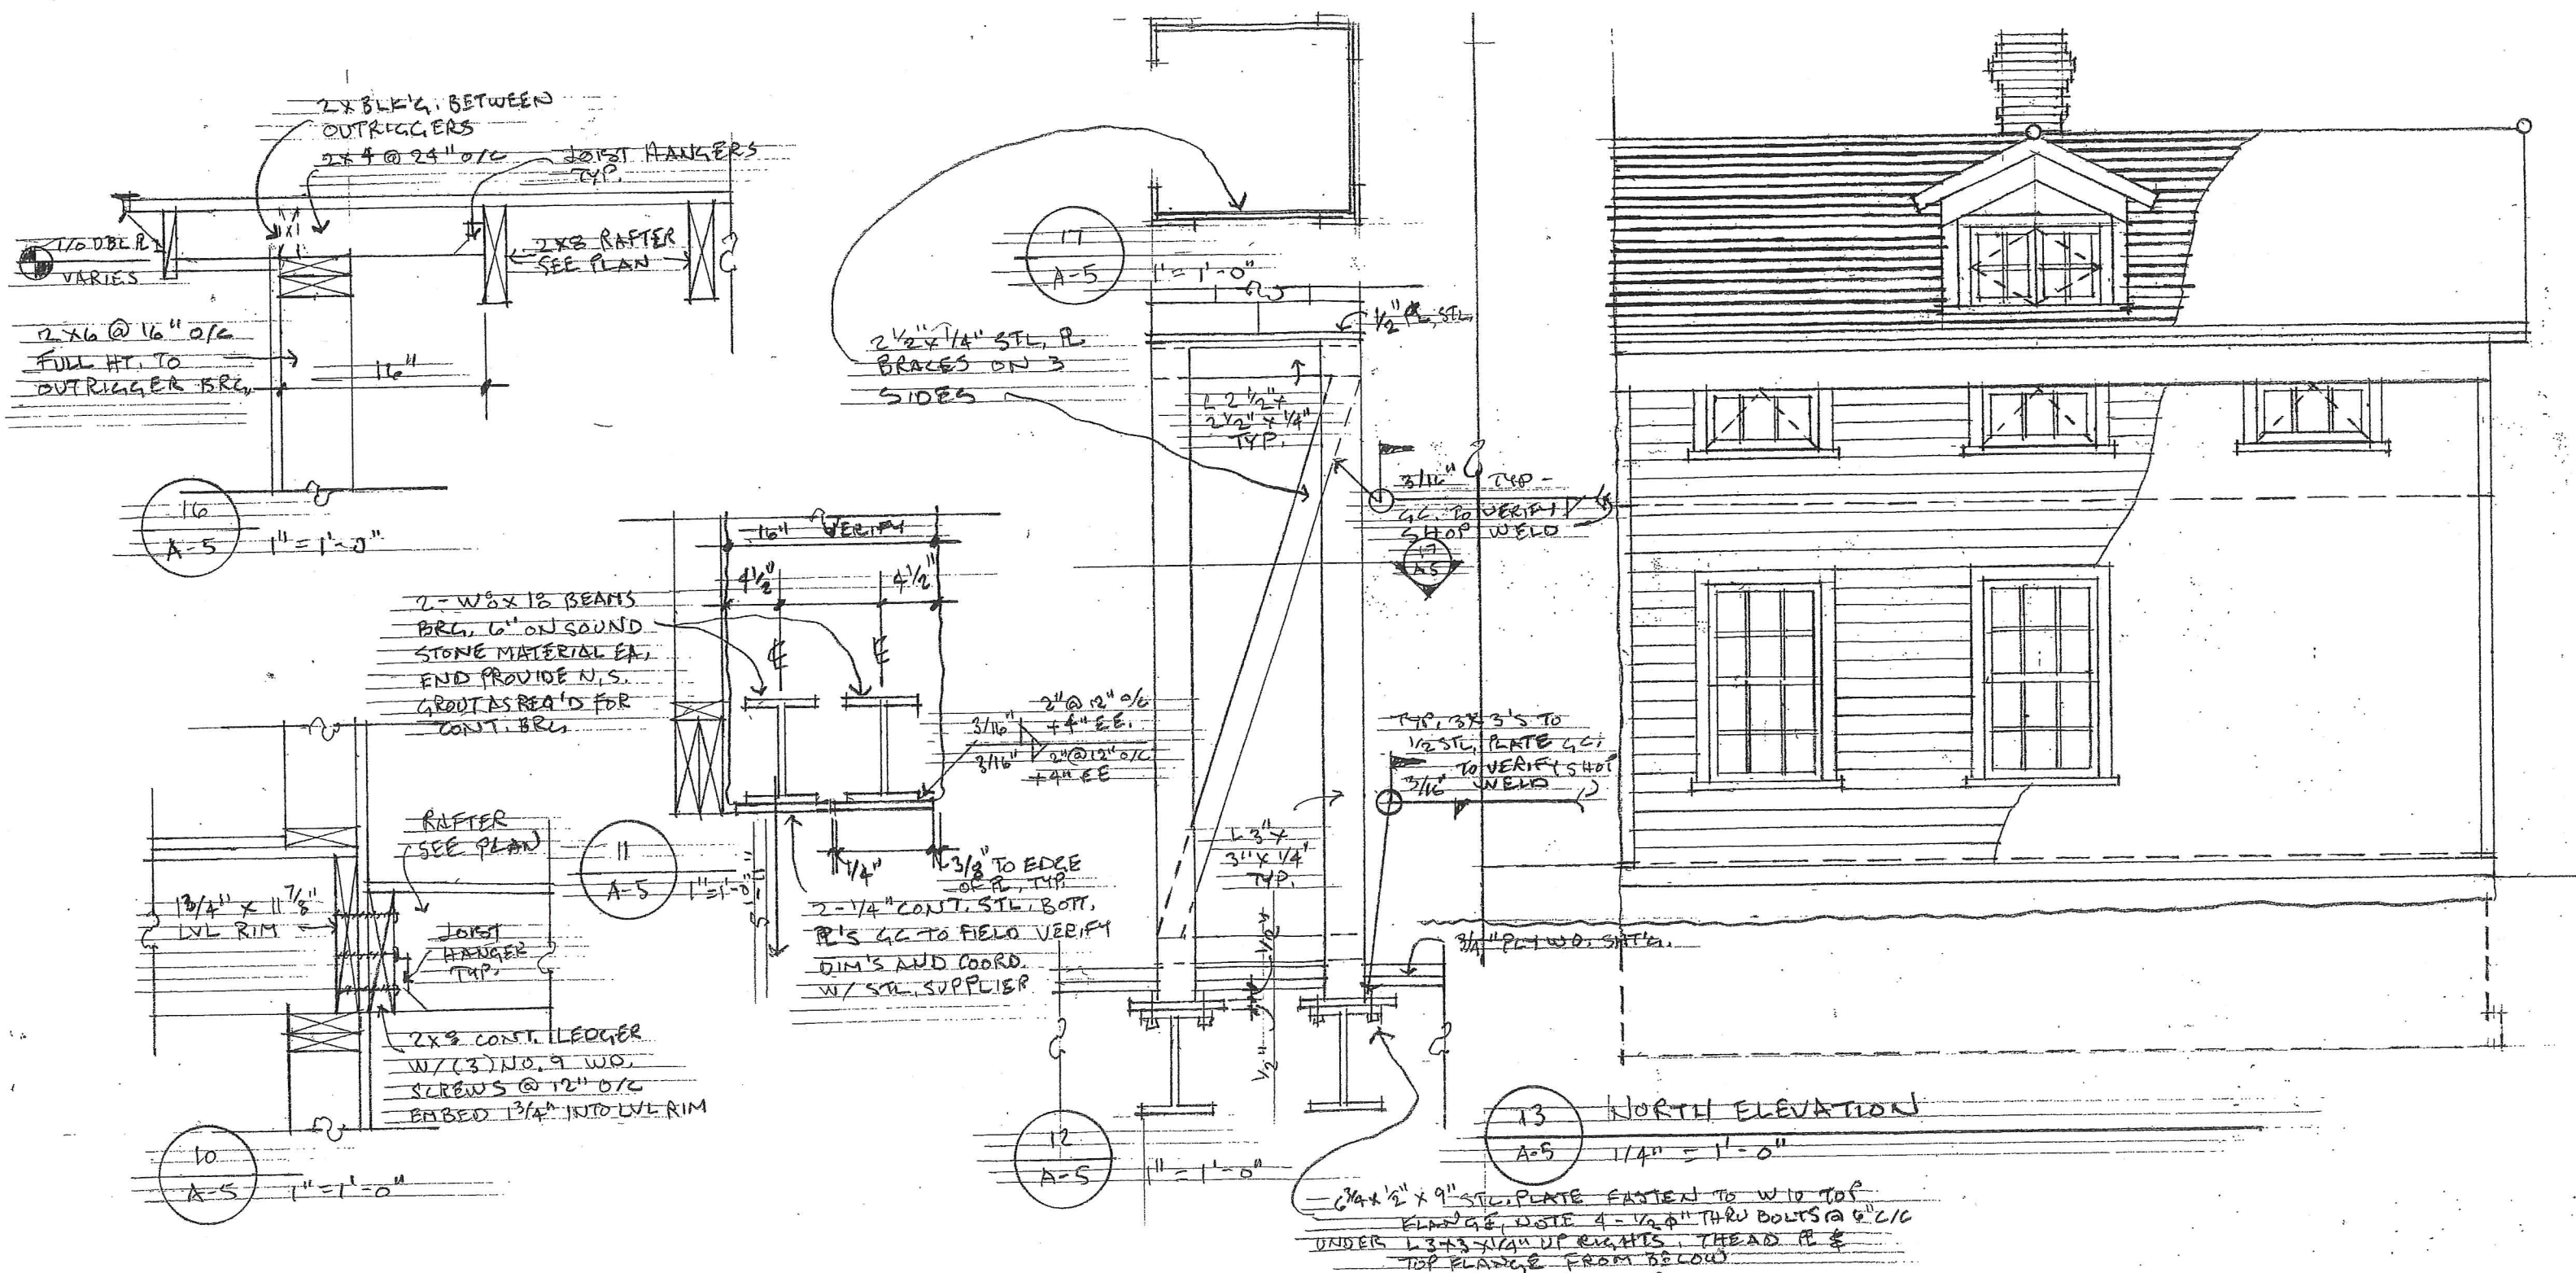 2X BLK'G. BETWEEN
OUTRIGGERS
2X4 @ 24" O/C
JOIST HANGERS
TYP.
T/O DBL PL
VARIES
2X8 RAFTER
SEE PLAN
2X6 @ 16" O/C
FULL HT. TO
OUTRIGGER BRG.
16"
16
A-5
1"=1'-0"
17
A-5
1"=1'-0"
1/2" PL, STL.
2 1/2" X 1/4" STL. PL
BRACES ON 3
SIDES
L 2 1/2" X
2 1/2" X 1/4"
TYP.
3/16" TYP -
G.C. TO VERIFY
SHOP WELD
17
A5
16" VERIFY
4 1/2"
4 1/2"
2-W8X18 BEAMS
BRG. 6" ON SOUND
STONE MATERIAL EA.
END PROVIDE N.S.
GROUT AS REQ'D FOR
CONT. BRG.
2" @ 12" O/C
+4" E.E.
3/16"
3/16" 2"@12" O/C
+4" EE
TYP. 3X3'S TO
1/2 STL. PLATE G.C.
TO VERIFY SHOP
3/16" WELD
L 3" X
3" X 1/4"
TYP.
11
A-5
1"=1'-0"
1/4"
3/8" TO EDGE
OF PL, TYP.
2-1/4" CONT. STL. BOTT.
PL'S GC TO FIELD VERIFY
DIM'S AND COORD.
W/ STL. SUPPLIER
RAFTER
SEE PLAN
1 3/4" X 11 7/8"
LVL RIM
JOIST
HANGER
TYP.
2X8 CONT. LEDGER
W/(3) NO. 9 WD.
SCREWS @ 12" O/C
EMBED 1 3/4" INTO LVL RIM
10
A-5
1"=1'-0"
3/4" PLYWD. SHT'G.
1/2"
12
A-5
1"=1'-0"
13
A-5
NORTH ELEVATION
1/4" = 1'-0"
6 3/4 X 1/2" X 9" STL. PLATE FASTEN TO W10 TOP
FLANGE, NOTE 4-1/2 φ" THRU BOLTS @ 6" C/C
UNDER L 3X3X1/4" UP RIGHTS. THEAD PL &
TOP FLANGE FROM BELOW